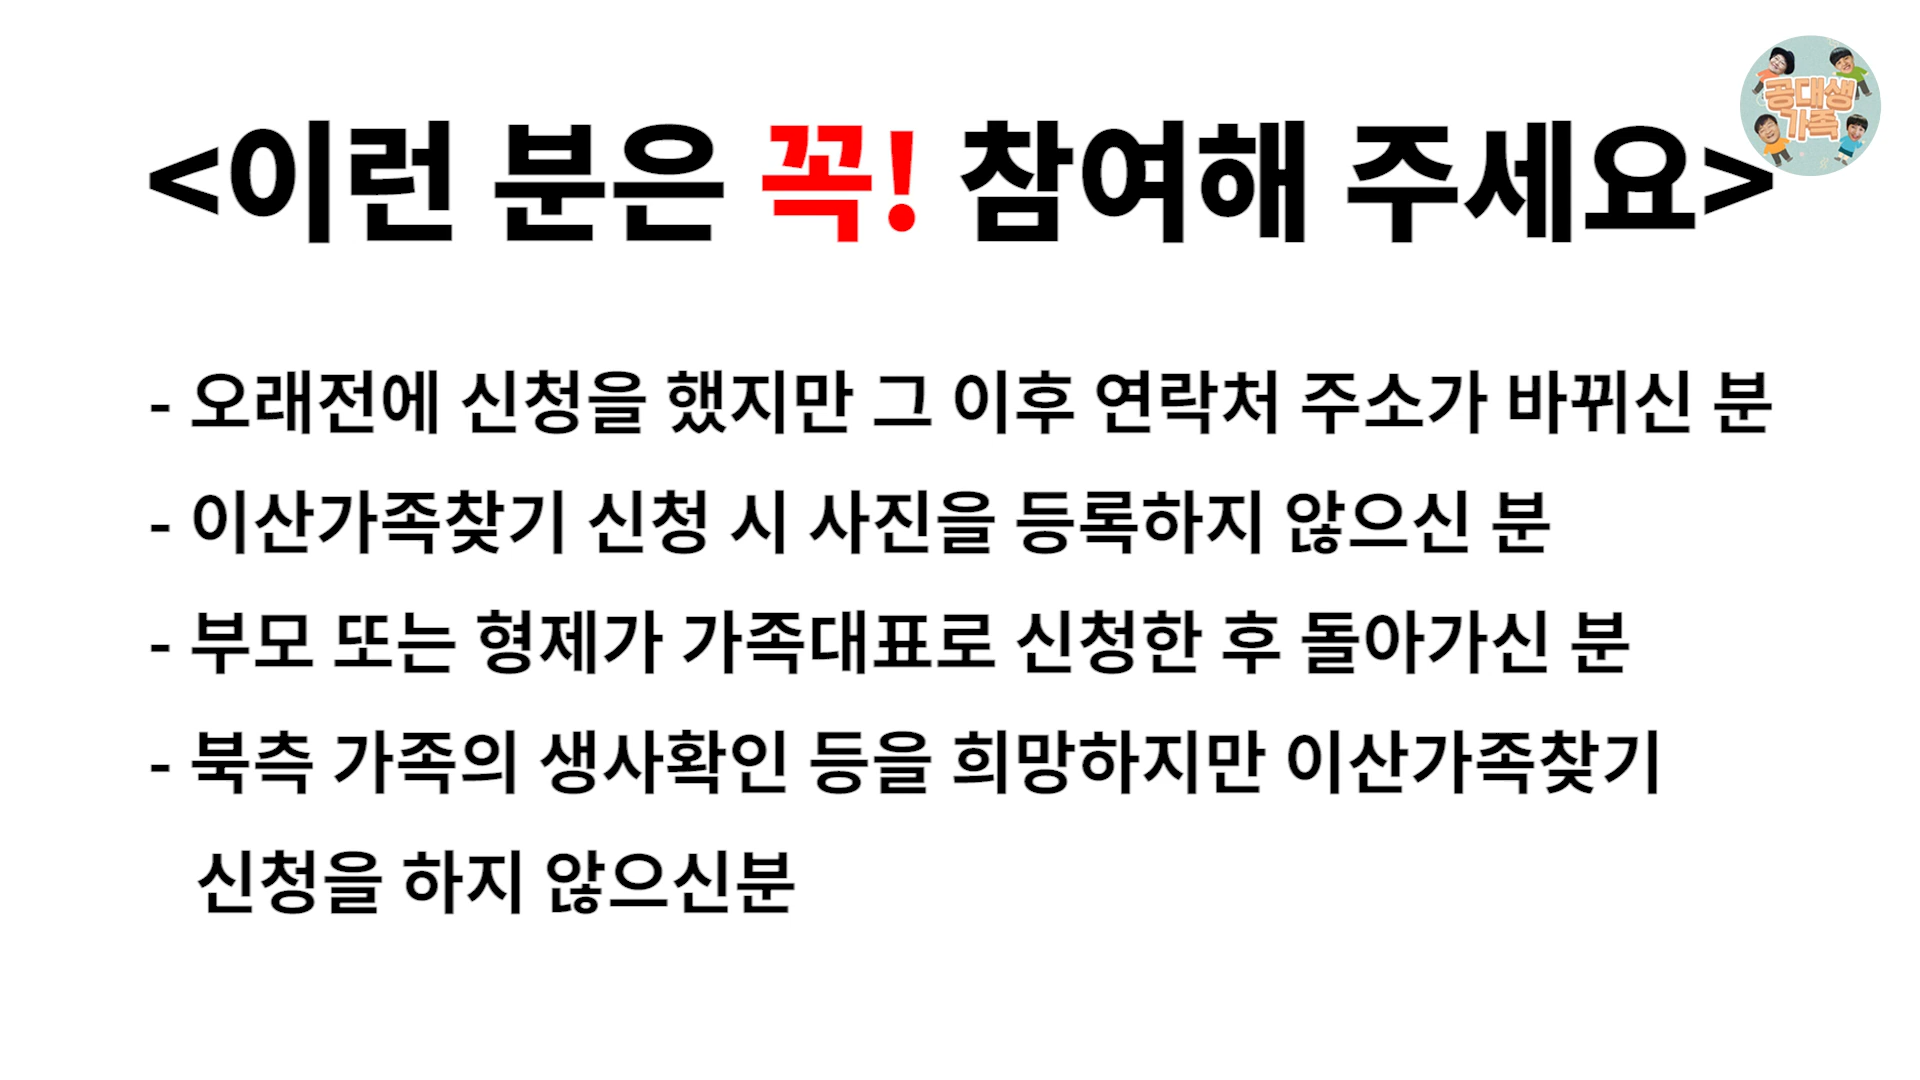 공대생
가족
<이런 분은 꼭! 참여해 주세요>
- 오래전에 신청을 했지만 그 이후 연락처 주소가 바뀌신 분
- 이산가족찾기 신청 시 사진을 등록하지 않으신 분
- 부모 또는 형제가 가족대표로 신청한 후 돌아가신 분
- 북측 가족의 생사확인 등을 희망하지만 이산가족찾기
신청을 하지 않으신분